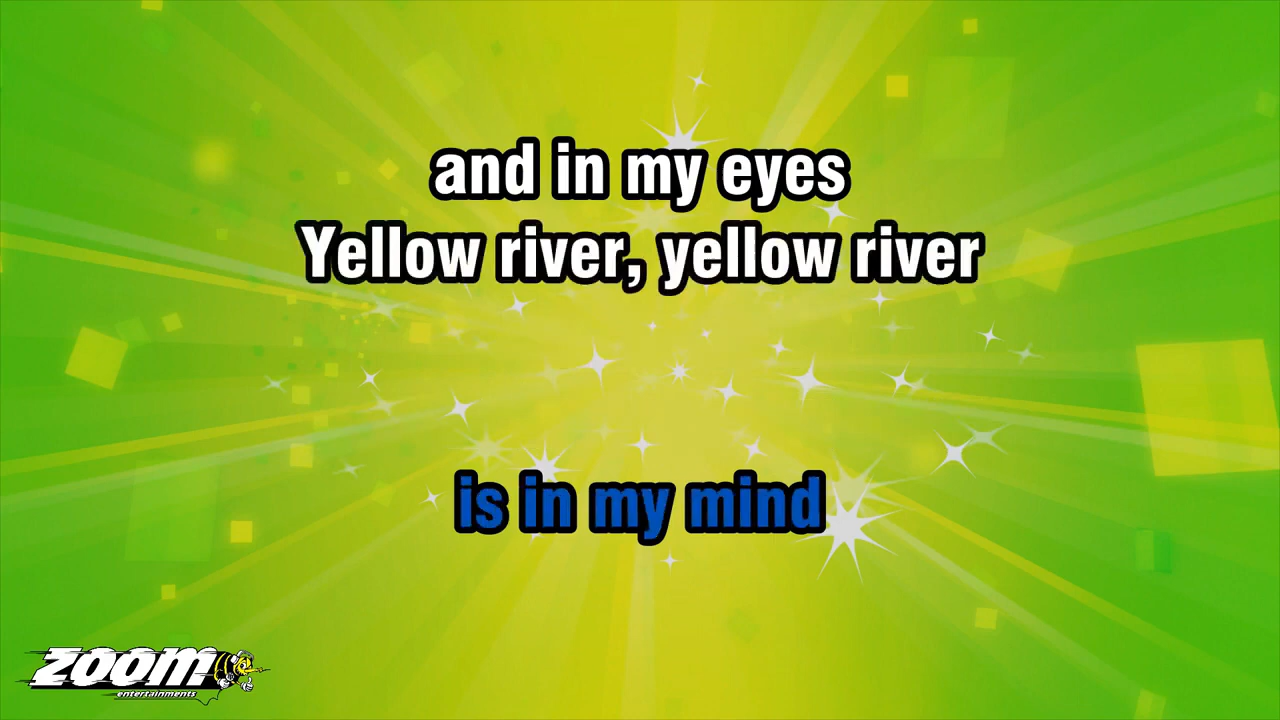 and in my eyes
Yellow river, yellow river
is in my mind
zoom
entertainments